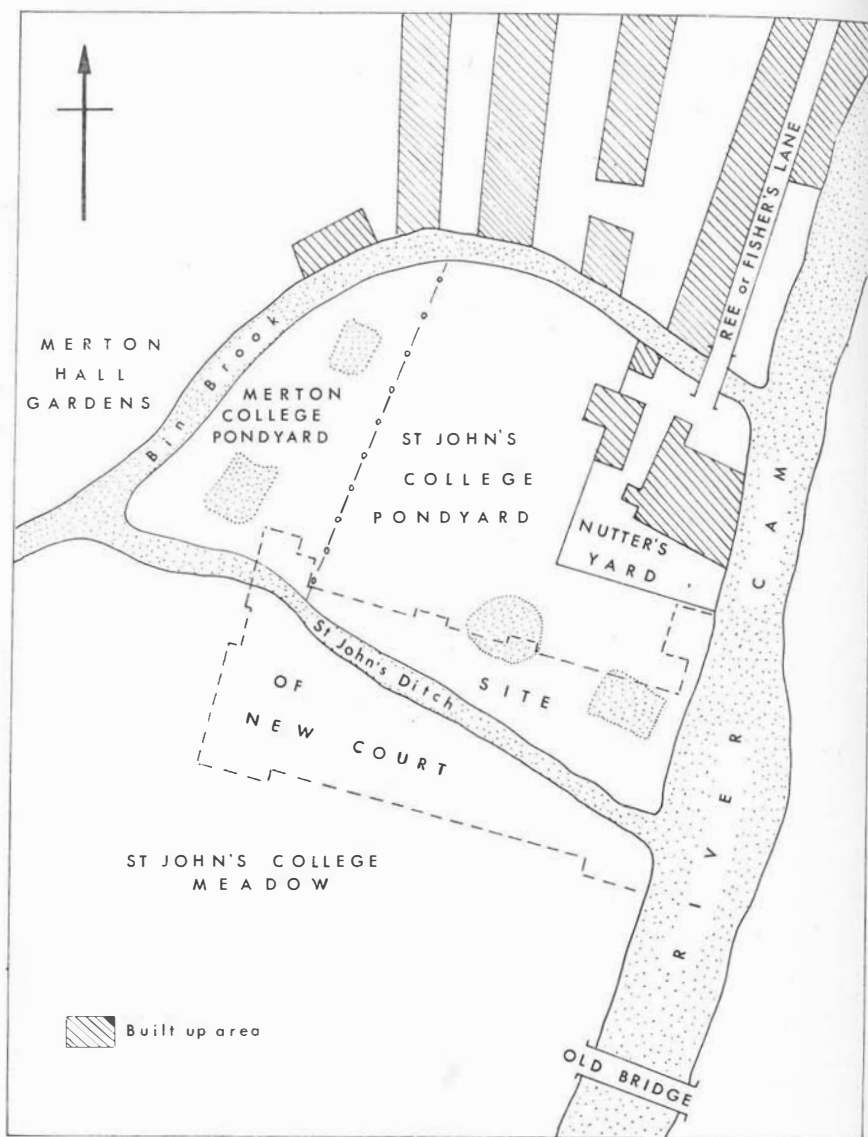 REE or FISHER'S LANE
MERTON
HALL
GARDENS
Bin Brook
MERTON
COLLEGE
PONDYARD
ST JOHN'S
COLLEGE
PONDYARD
NUTTER'S
YARD
RIVER CAM
St John's Ditch
SITE
OF
NEW COURT
ST JOHN'S COLLEGE
MEADOW
Built up area
OLD BRIDGE